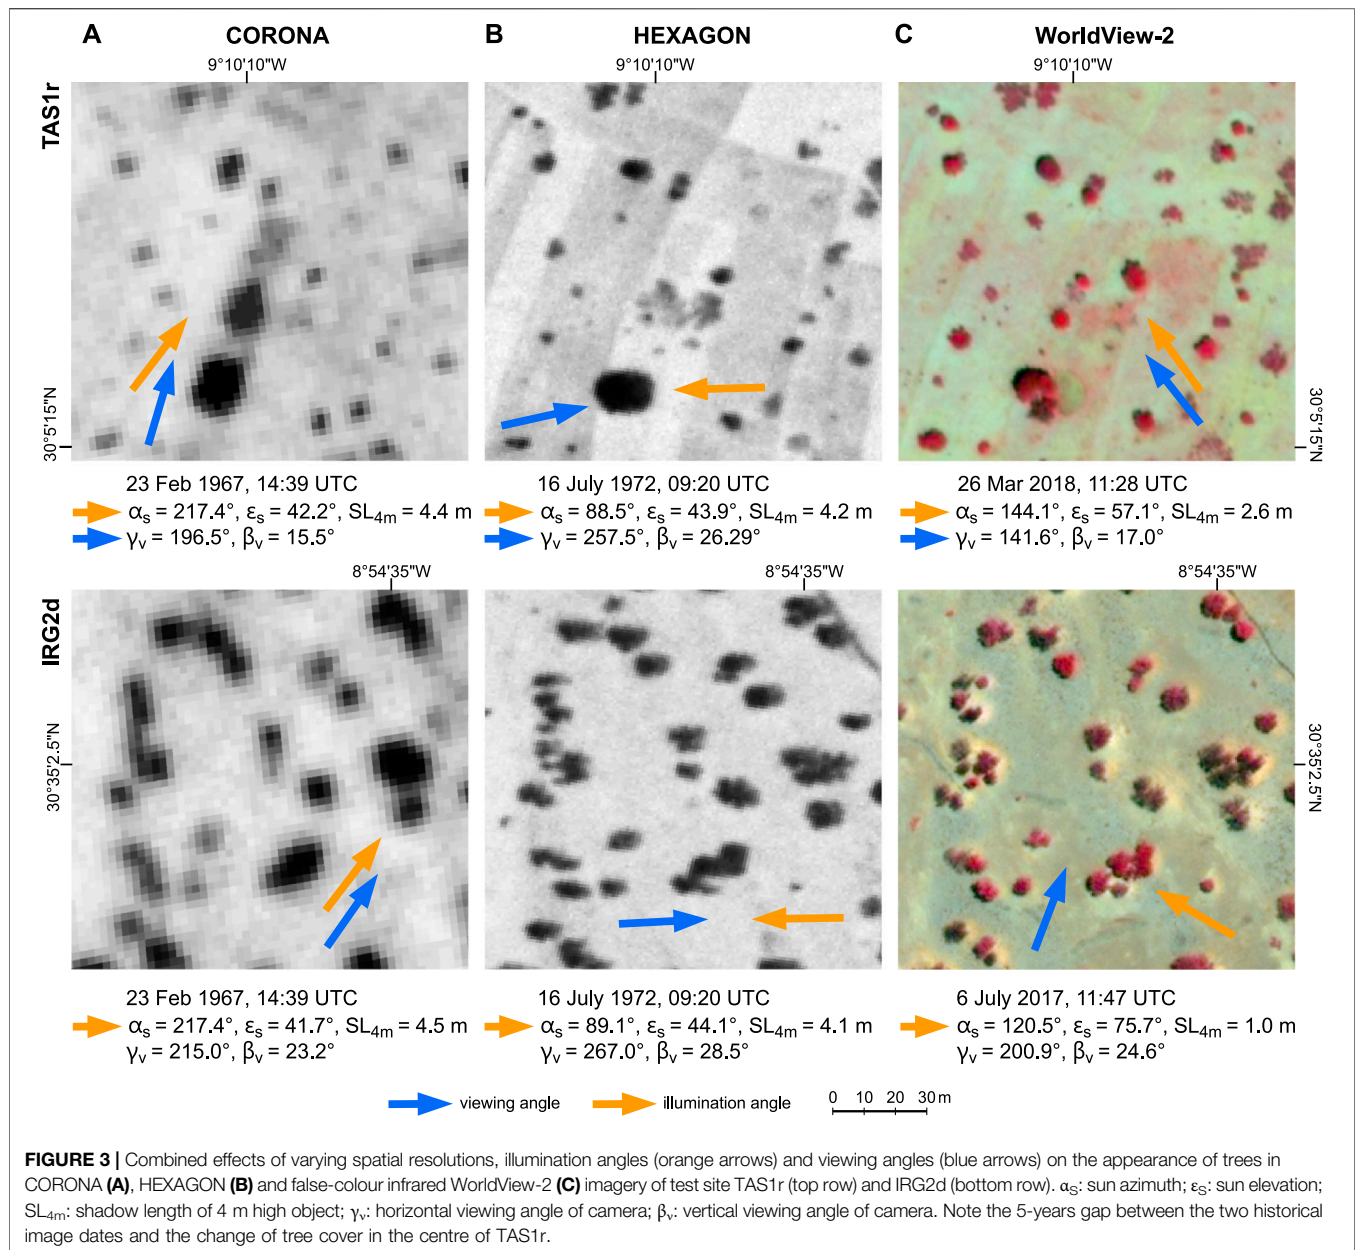 A CORONA
B HEXAGON
C WorldView-2
9°10'10"W
9°10'10"W
9°10'10"W
TAS1r
30°5'15"N
30°5'15"N
23 Feb 1967, 14:39 UTC
αs = 217.4°, εs = 42.2°, SL4m = 4.4 m
γv = 196.5°, βv = 15.5°
16 July 1972, 09:20 UTC
αs = 88.5°, εs = 43.9°, SL4m = 4.2 m
γv = 257.5°, βv = 26.29°
26 Mar 2018, 11:28 UTC
αs = 144.1°, εs = 57.1°, SL4m = 2.6 m
γv = 141.6°, βv = 17.0°
8°54'35"W
8°54'35"W
8°54'35"W
IRG2d
30°35'2.5"N
30°35'2.5"N
23 Feb 1967, 14:39 UTC
αs = 217.4°, εs = 41.7°, SL4m = 4.5 m
γv = 215.0°, βv = 23.2°
16 July 1972, 09:20 UTC
αs = 89.1°, εs = 44.1°, SL4m = 4.1 m
γv = 267.0°, βv = 28.5°
6 July 2017, 11:47 UTC
αs = 120.5°, εs = 75.7°, SL4m = 1.0 m
γv = 200.9°, βv = 24.6°
viewing angle
illumination angle
0 10 20 30 m
FIGURE 3 | Combined effects of varying spatial resolutions, illumination angles (orange arrows) and viewing angles (blue arrows) on the appearance of trees in
CORONA (A), HEXAGON (B) and false-colour infrared WorldView-2 (C) imagery of test site TAS1r (top row) and IRG2d (bottom row). αS: sun azimuth; εS: sun elevation;
SL4m: shadow length of 4 m high object; γv: horizontal viewing angle of camera; βv: vertical viewing angle of camera. Note the 5-years gap between the two historical
image dates and the change of tree cover in the centre of TAS1r.